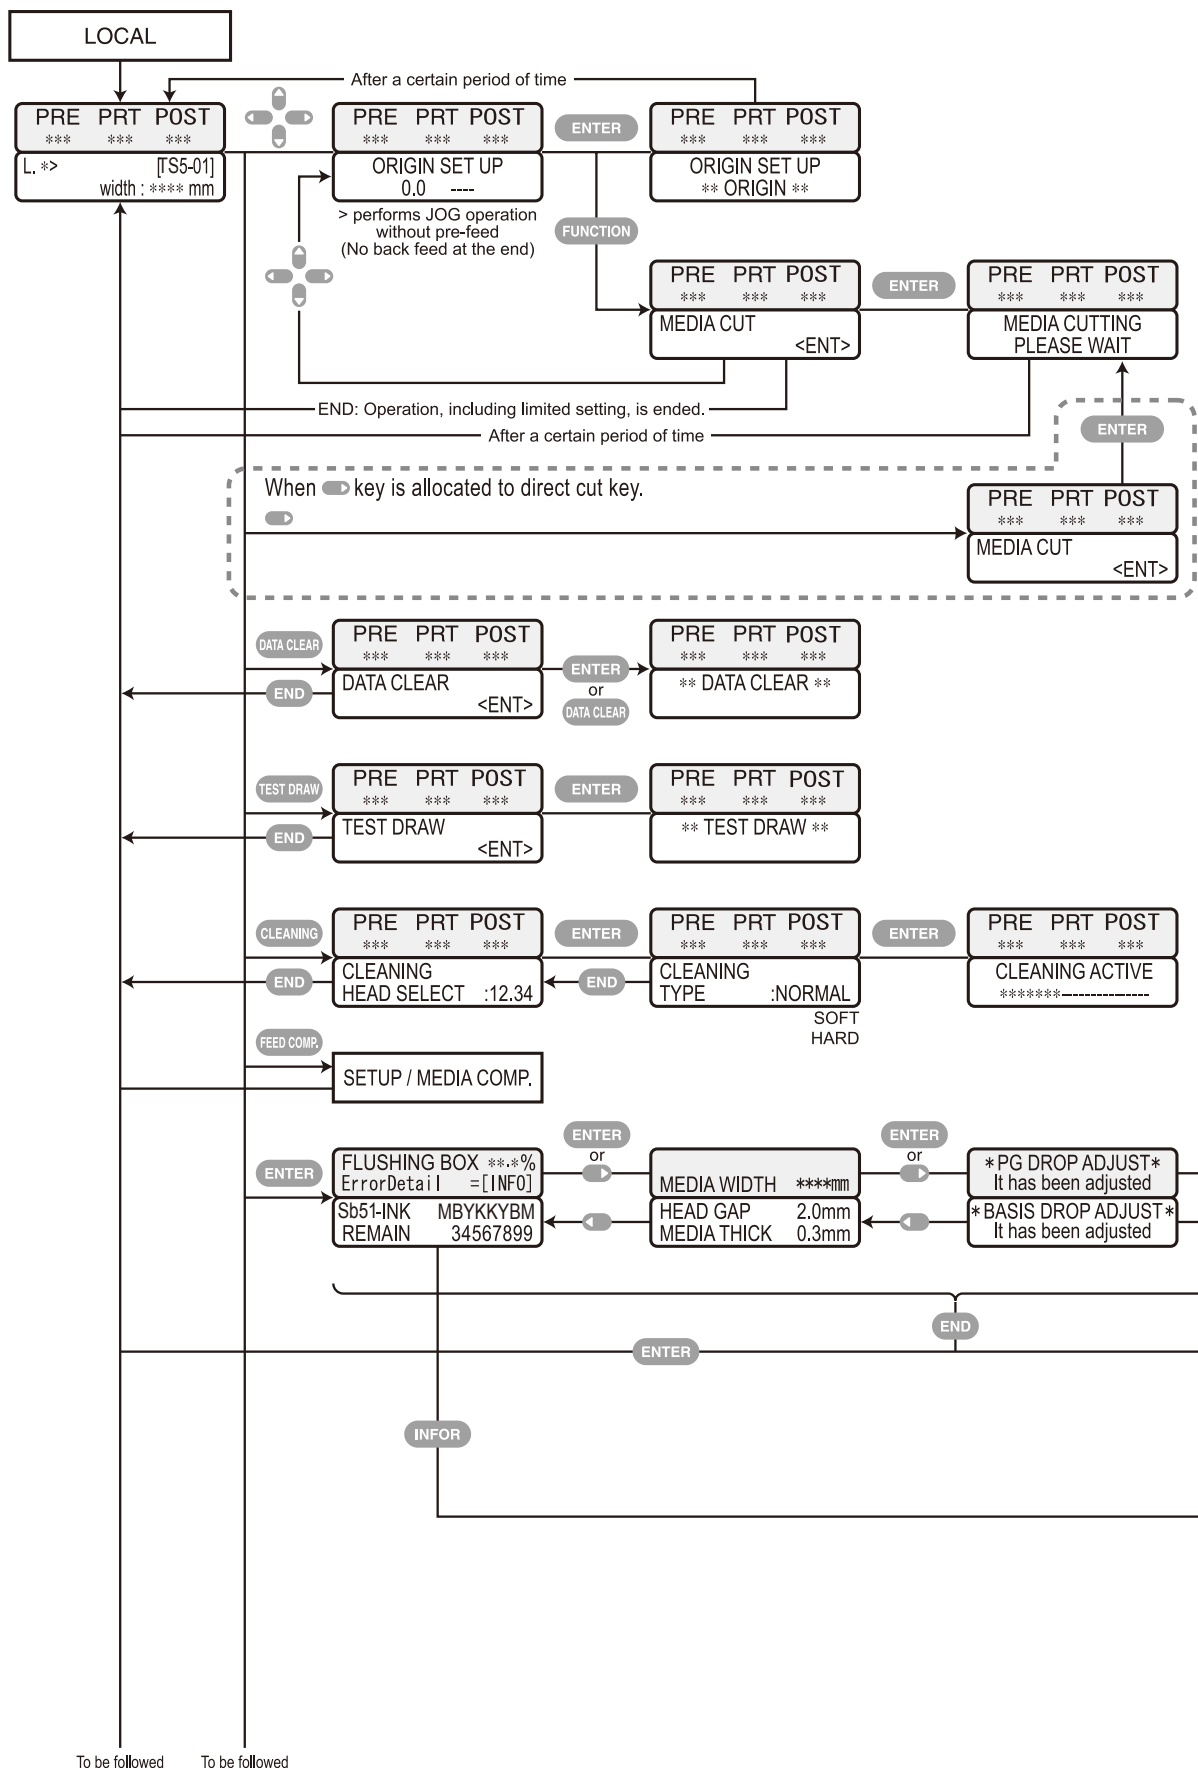 LOCAL
After a certain period of time
PRE PRT POST
*** *** ***
L. *> [TS5-01]
width : **** mm
PRE PRT POST
*** *** ***
ORIGIN SET UP
0.0 ----
> performs JOG operation
without pre-feed
(No back feed at the end)
ENTER
PRE PRT POST
*** *** ***
ORIGIN SET UP
** ORIGIN **
FUNCTION
PRE PRT POST
*** *** ***
MEDIA CUT
<ENT>
ENTER
PRE PRT POST
*** *** ***
MEDIA CUTTING
PLEASE WAIT
END: Operation, including limited setting, is ended.
After a certain period of time
ENTER
When key is allocated to direct cut key.
PRE PRT POST
*** *** ***
MEDIA CUT
<ENT>
DATA CLEAR
END
PRE PRT POST
*** *** ***
DATA CLEAR
<ENT>
ENTER
or
DATA CLEAR
PRE PRT POST
*** *** ***
** DATA CLEAR **
TEST DRAW
END
PRE PRT POST
*** *** ***
TEST DRAW
<ENT>
ENTER
PRE PRT POST
*** *** ***
** TEST DRAW **
CLEANING
END
PRE PRT POST
*** *** ***
CLEANING
HEAD SELECT :12.34
ENTER
END
PRE PRT POST
*** *** ***
CLEANING
TYPE :NORMAL
SOFT
HARD
ENTER
PRE PRT POST
*** *** ***
CLEANING ACTIVE
*******---------------
FEED COMP.
SETUP / MEDIA COMP.
ENTER
FLUSHING BOX **.*%
ErrorDetail =[INFO]
Sb51-INK MBYKKYBM
REMAIN 34567899
ENTER
or
MEDIA WIDTH ****mm
HEAD GAP 2.0mm
MEDIA THICK 0.3mm
ENTER
or
*PG DROP ADJUST*
It has been adjusted
*BASIS DROP ADJUST*
It has been adjusted
END
ENTER
INFOR
To be followed
To be followed